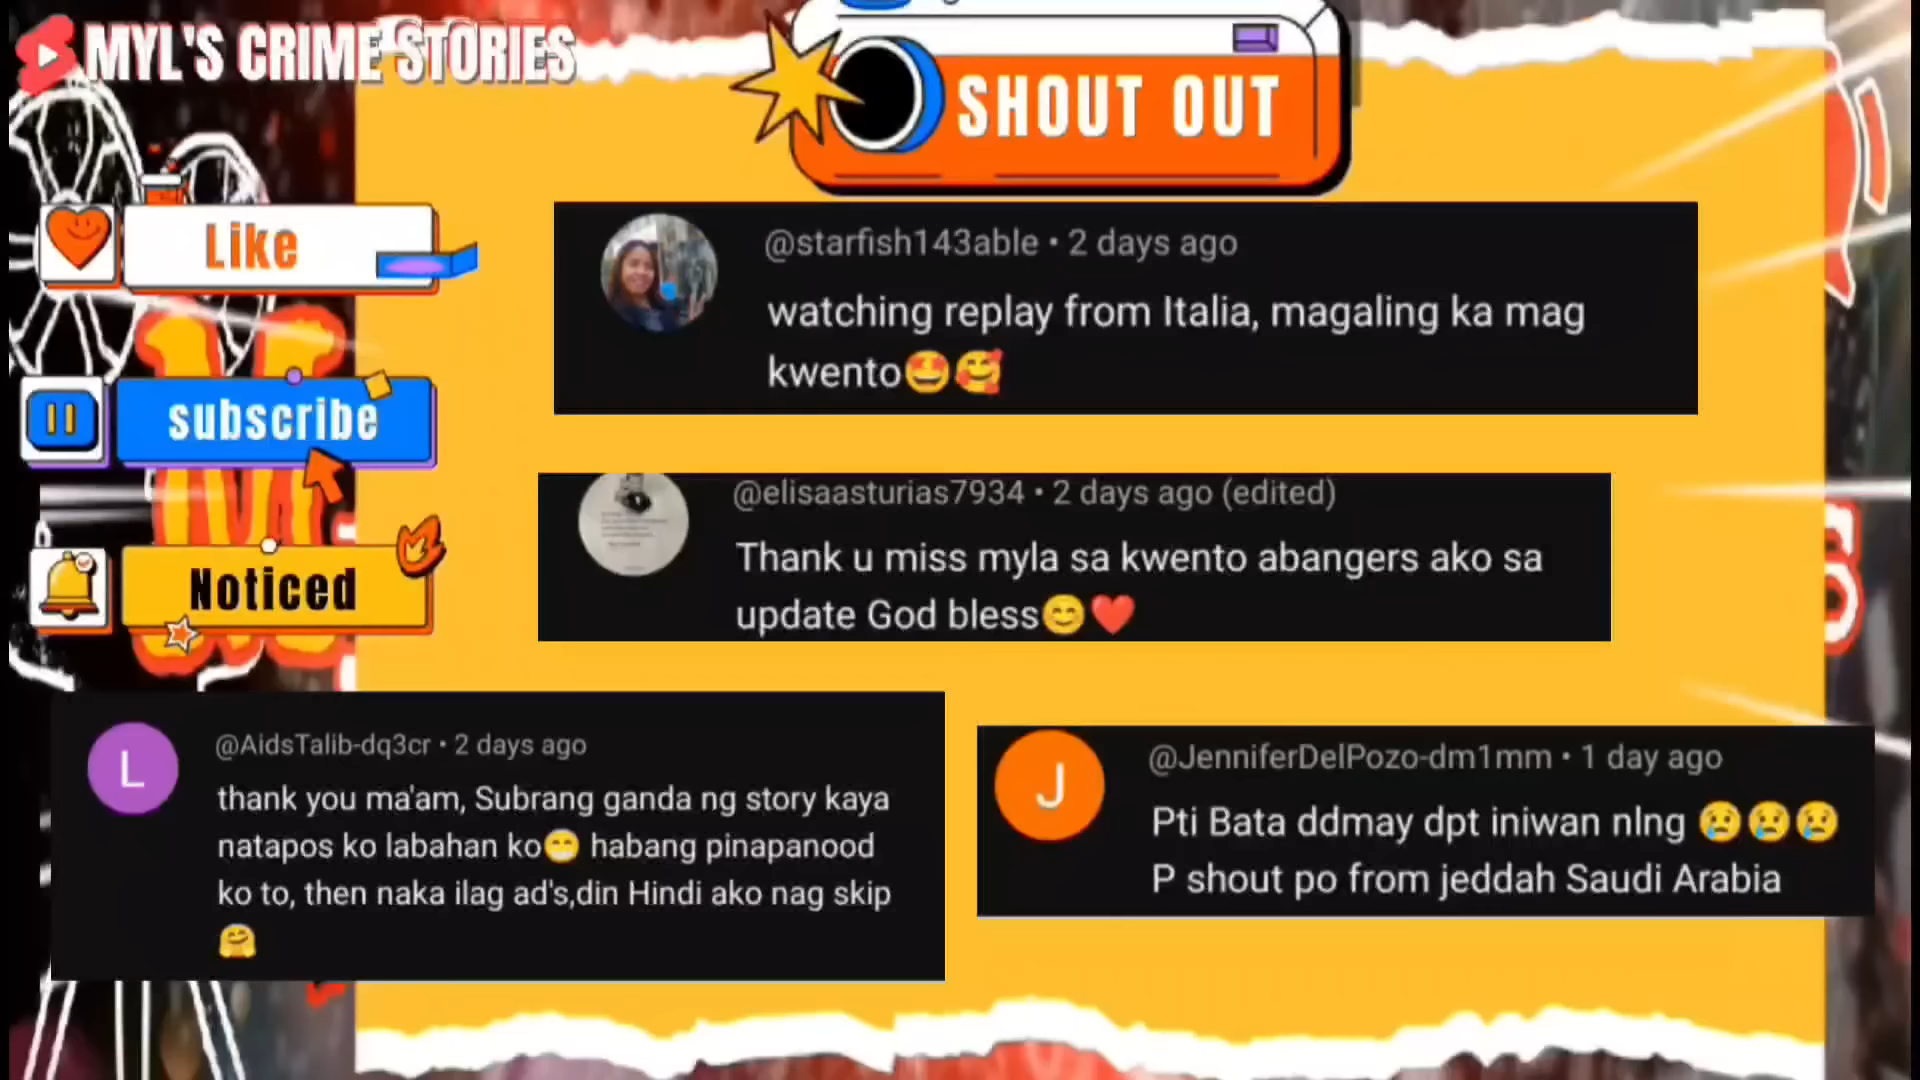 MYL'S CRIME STORIES
SHOUT OUT
Like
subscribe
Noticed
@starfish143able • 2 days ago
watching replay from Italia, magaling ka mag
kwento🤩🥰
@elisaasturias7934 • 2 days ago (edited)
Thank u miss myla sa kwento abangers ako sa
update God bless😊❤️
L
@AidsTalib-dq3cr • 2 days ago
thank you ma'am, Subrang ganda ng story kaya
natapos ko labahan ko😁 habang pinapanood
ko to, then naka ilag ad's,din Hindi ako nag skip
🤗
J
@JenniferDelPozo-dm1mm • 1 day ago
Pti Bata ddmay dpt iniwan nlng 😢😢😢
P shout po from jeddah Saudi Arabia